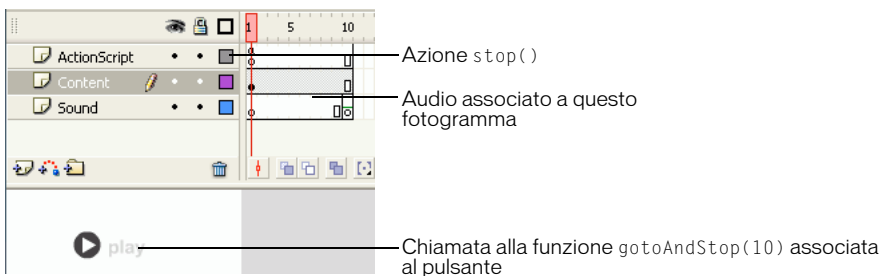 1 5 10
ActionScript
Azione stop()
Content
Audio associato a questo
fotogramma
Sound
play
Chiamata alla funzione gotoAndStop(10) associata
al pulsante